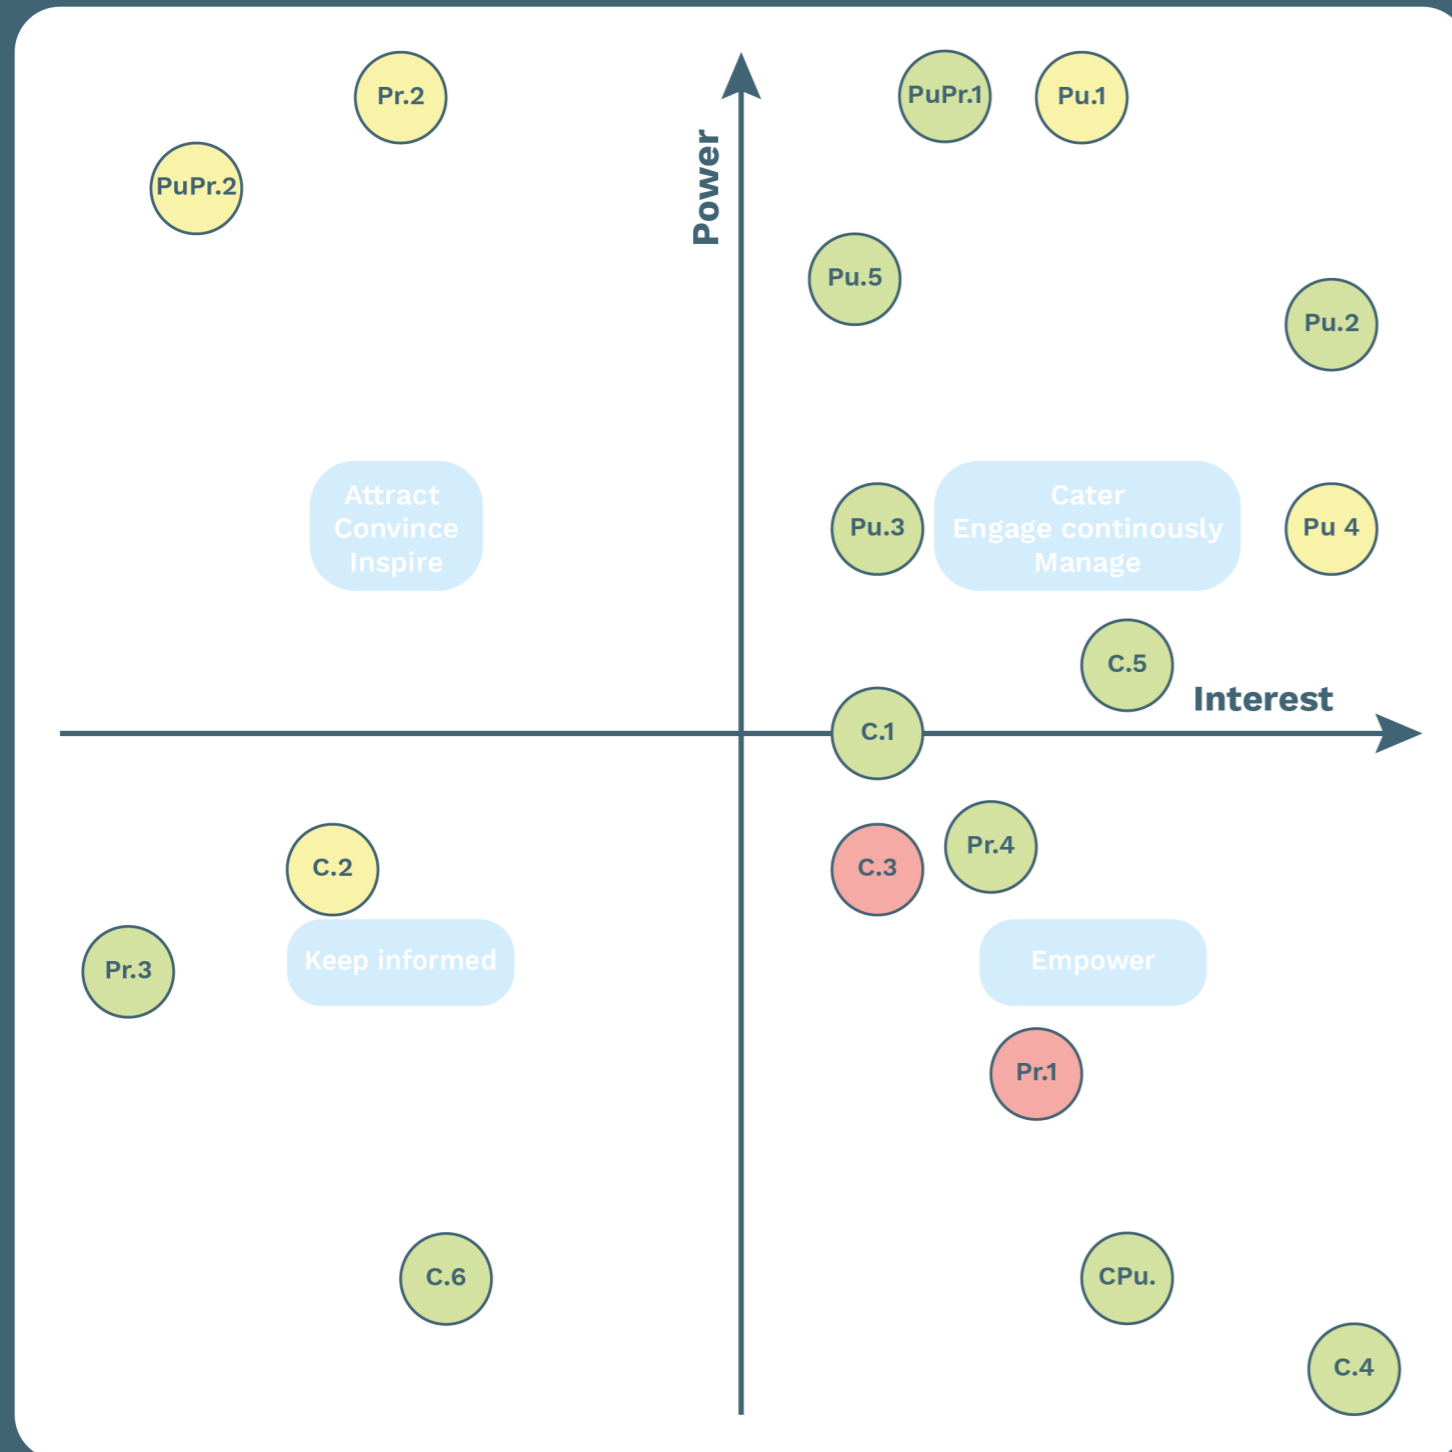 Pr.2
PuPr.1
Pu.1
PuPr.2
Power
Pu.5
Pu.2
Attract
Convince
Inspire
Pu.3
Cater
Engage continously
Manage
Pu 4
C.5
Interest
C.1
C.2
C.3
Pr.4
Pr.3
Keep informed
Empower
Pr.1
C.6
CPu.
C.4